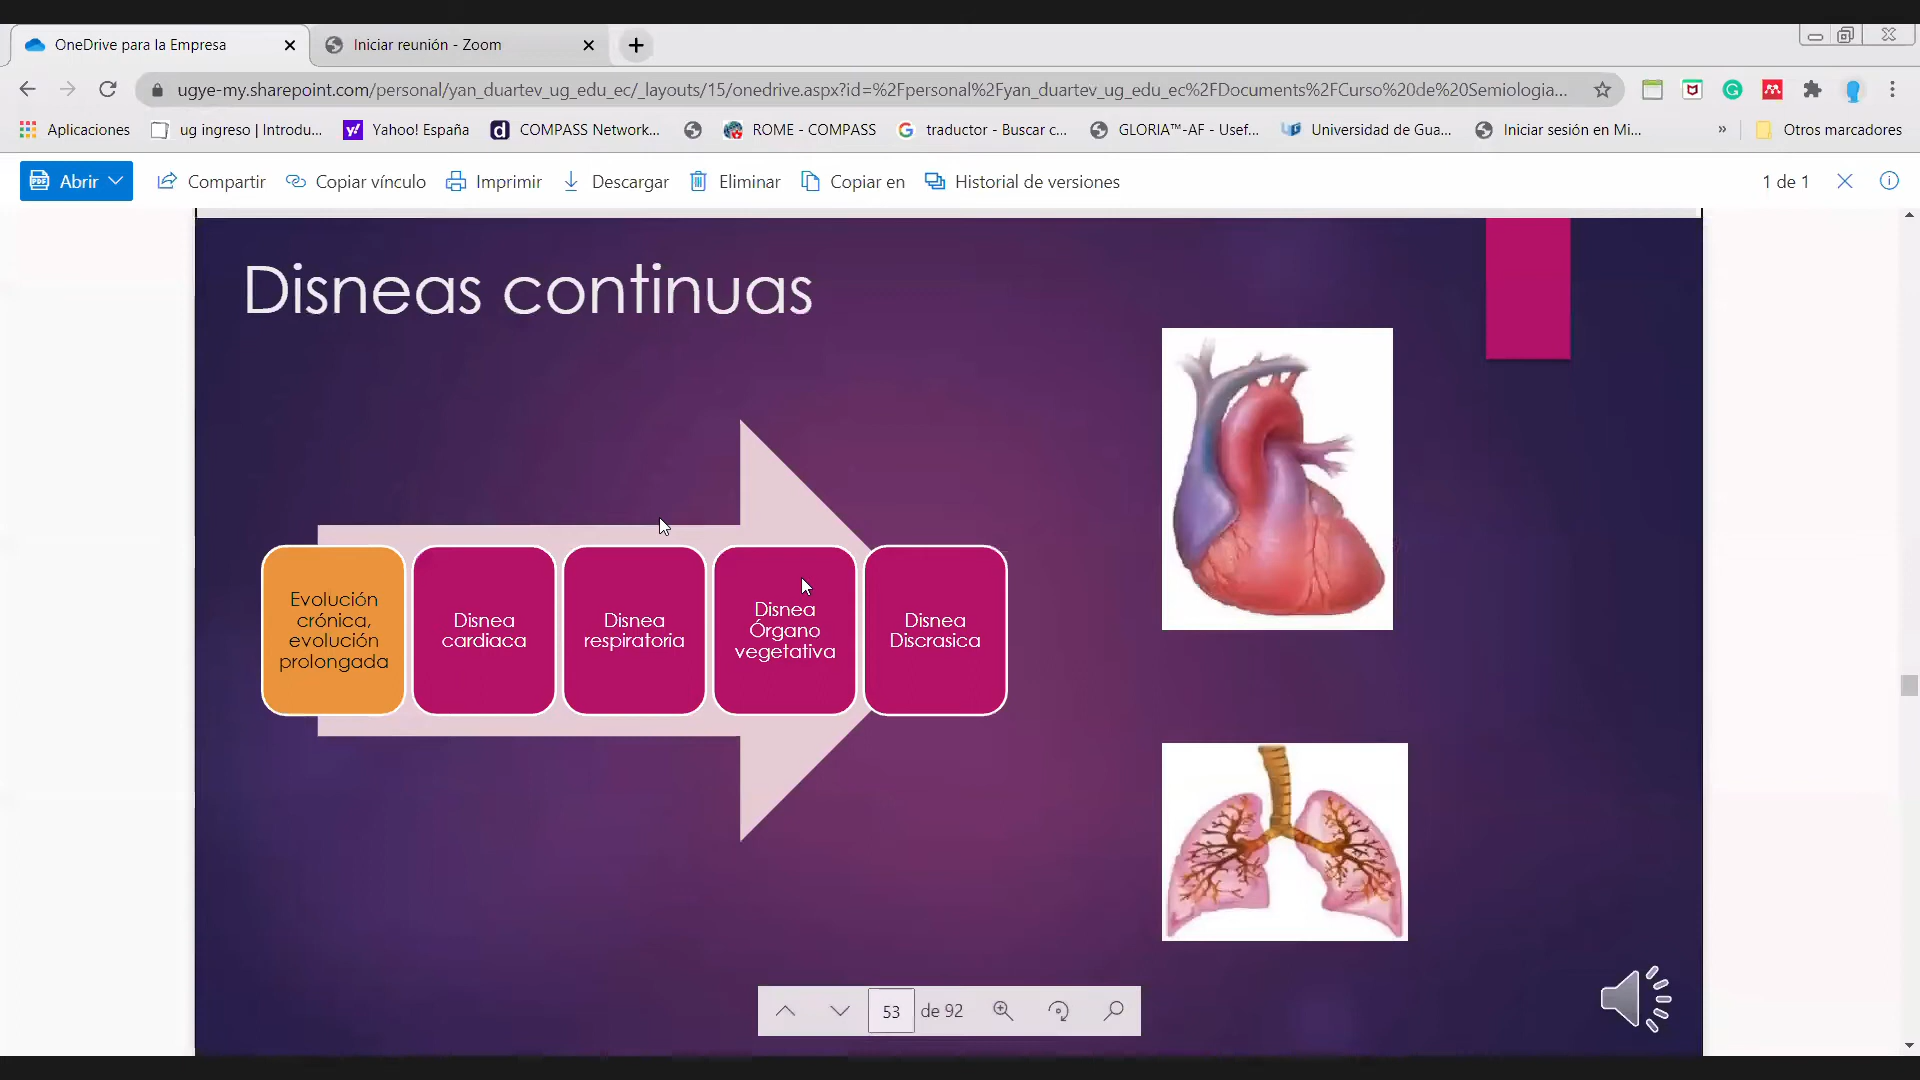 OneDrive para la Empresa
Iniciar reunión - Zoom
ugye-my.sharepoint.com/personal/yan_duartev_ug_edu_ec/_layouts/15/onedrive.aspx?id=%2Fpersonal%2Fyan_duartev_ug_edu_ec%2FDocuments%2FCurso%20de%20Semiologia...
Aplicaciones
ug ingreso | Introdu...
Yahoo! España
COMPASS Network...
ROME - COMPASS
traductor - Buscar c...
GLORIA™-AF - Usef...
Universidad de Gua...
Iniciar sesión en Mi...
»
Otros marcadores
Abrir
Compartir
Copiar vínculo
Imprimir
Descargar
Eliminar
Copiar en
Historial de versiones
1 de 1
Disneas continuas
Evolución
crónica,
evolución
prolongada
Disnea
cardiaca
Disnea
respiratoria
Disnea
Órgano
vegetativa
Disnea
Discrasica
53 de 92